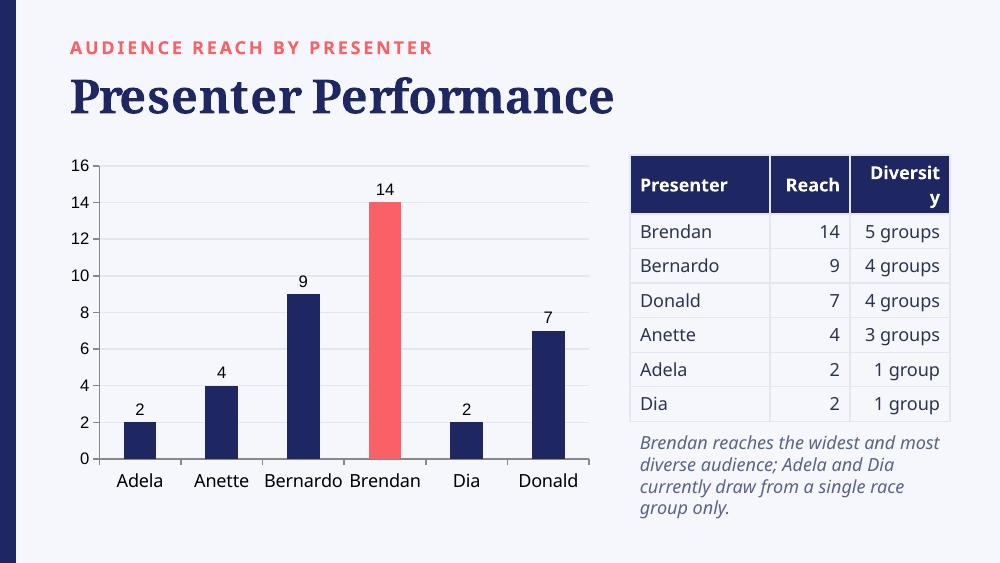 AUDIENCE REACH BY PRESENTER
Presenter Performance
16
14
12
10
8
6
4
2
0
2
4
9
14
2
7
Adela Anette Bernardo Brendan Dia Donald
Presenter Reach Diversit
y
Brendan 14 5 groups
Bernardo 9 4 groups
Donald 7 4 groups
Anette 4 3 groups
Adela 2 1 group
Dia 2 1 group
Brendan reaches the widest and most
diverse audience; Adela and Dia
currently draw from a single race
group only.